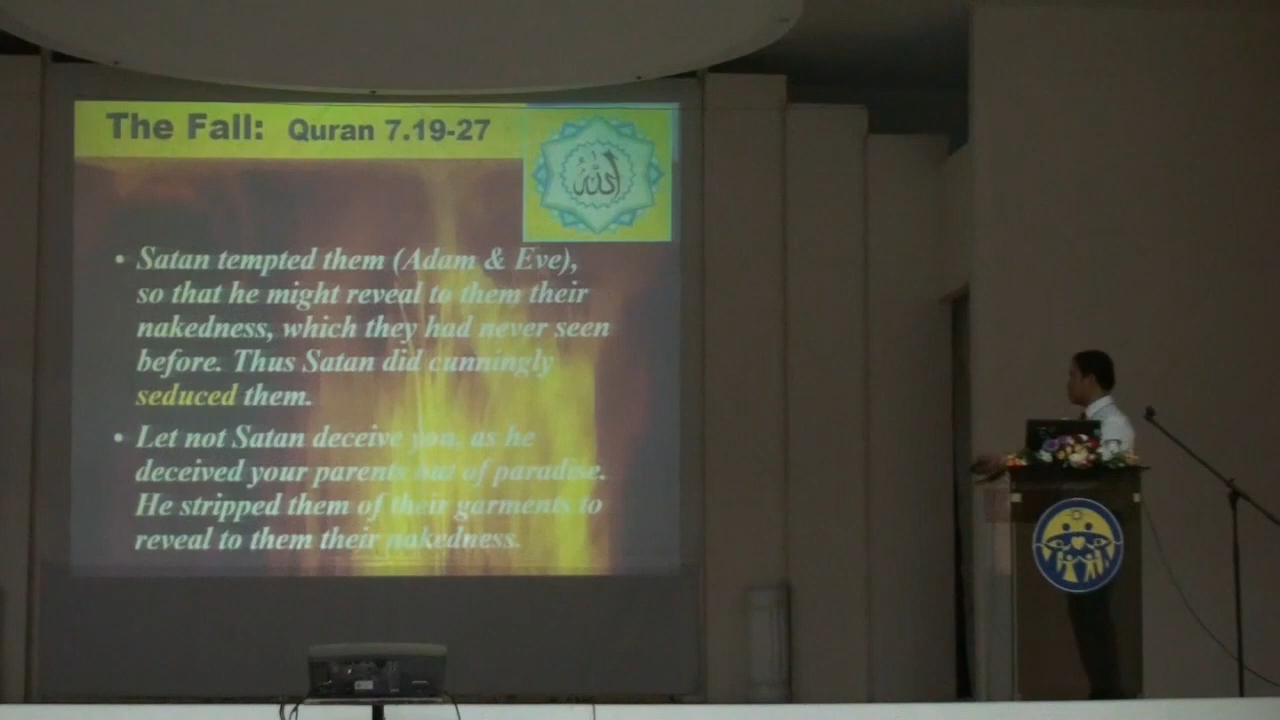 The Fall: Quran 7.19-27
الله
• Satan tempted them (Adam & Eve),
so that he might reveal to them their
nakedness, which they had never seen
before. Thus Satan did cunningly
seduced them.
• Let not Satan deceive you, as he
deceived your parents out of paradise.
He stripped them of their garments to
reveal to them their nakedness.